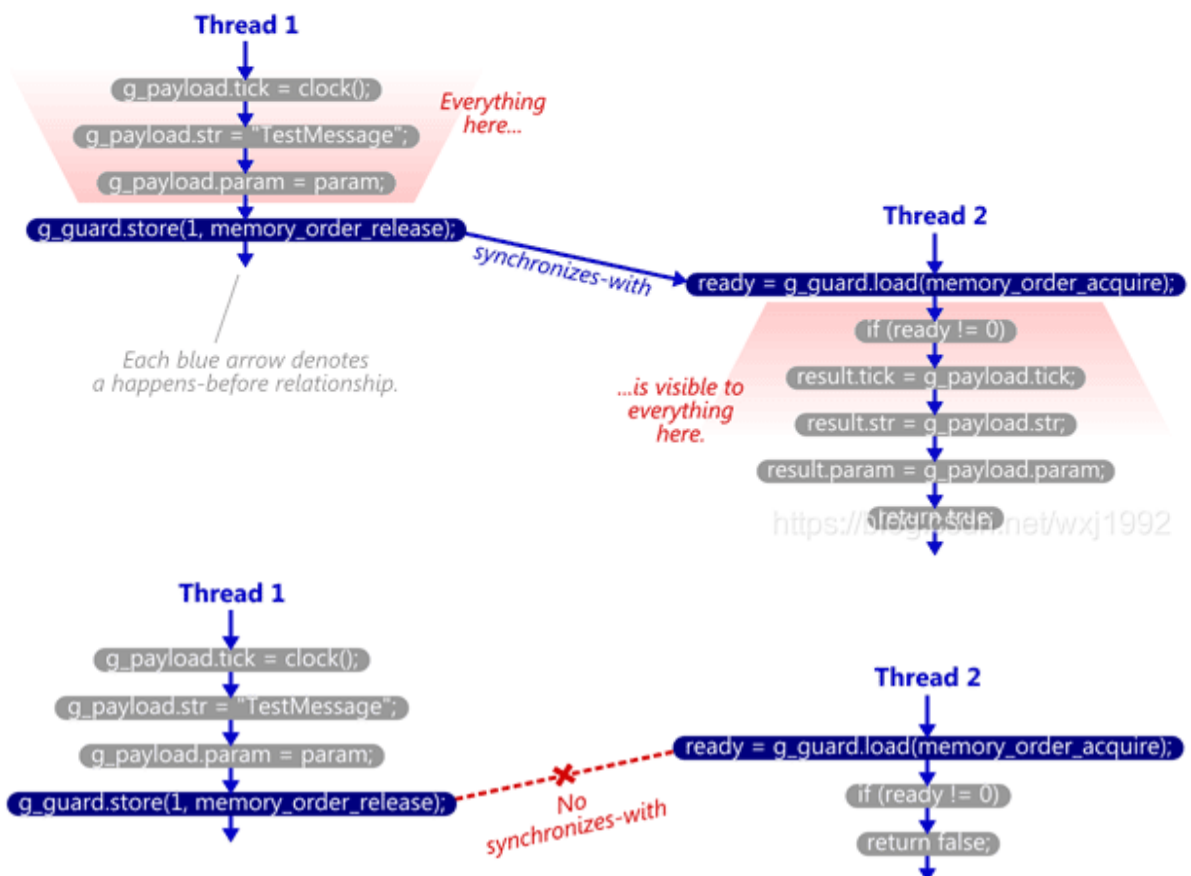 Thread 1
g_payload.tick = clock();
g_payload.str = "TestMessage";
g_payload.param = param;
g_guard.store(1, memory_order_release);
Everything
here...
synchronizes-with
Each blue arrow denotes
a happens-before relationship.
Thread 2
ready = g_guard.load(memory_order_acquire);
if (ready != 0)
result.tick = g_payload.tick;
result.str = g_payload.str;
result.param = g_payload.param;
return true;
...is visible to
everything
here.
https://blog.csdn.net/wxj1992
Thread 1
g_payload.tick = clock();
g_payload.str = "TestMessage";
g_payload.param = param;
g_guard.store(1, memory_order_release);
No
synchronizes-with
Thread 2
ready = g_guard.load(memory_order_acquire);
if (ready != 0)
return false;